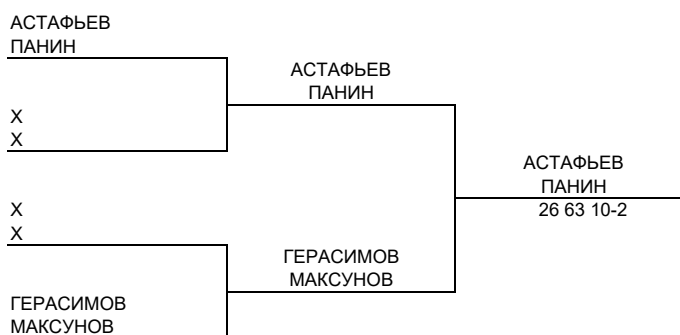 АСТАФЬЕВ
ПАНИН
АСТАФЬЕВ
ПАНИН
Х
Х
АСТАФЬЕВ
ПАНИН
26 63 10-2
Х
Х
ГЕРАСИМОВ
МАКСУНОВ
ГЕРАСИМОВ
МАКСУНОВ